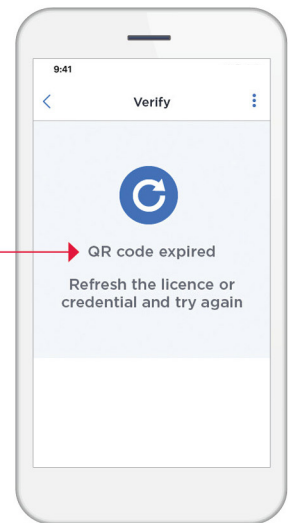 9:41
Verify
QR code expired
Refresh the licence or
credential and try again